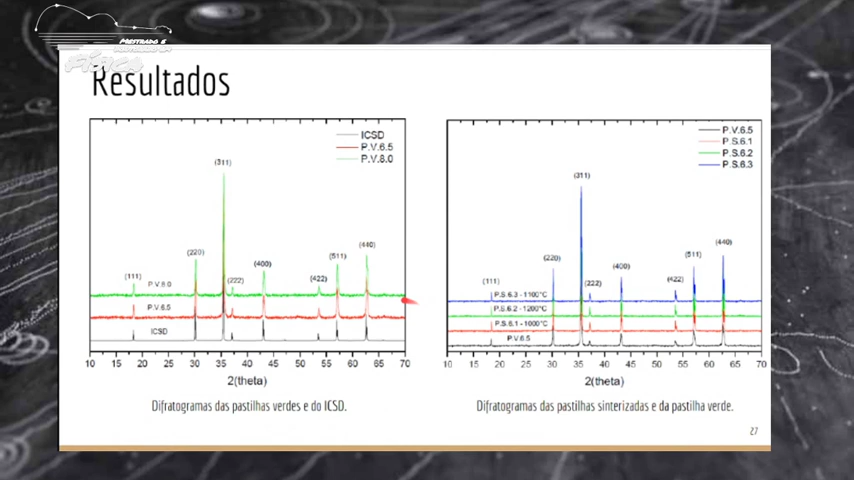 MESTRADO E
FÍSICA
Resultados
ICSD
P.V.6.5
P.V.8.0
(311)
(220)
(440)
(400)
(511)
(111)
(222)
(422)
P.V.8.0
P.V.6.5
ICSD
10 15 20 25 30 35 40 45 50 55 60 65 70
2(theta)
Difratogramas das pastilhas verdes e do ICSD.
P.V.6.5
P.S.6.1
P.S.6.2
P.S.6.3
(311)
(440)
(220)
(511)
(400)
(111)
(222)
(422)
P.S.6.3 - 1100°C
P.S.6.2 - 1200°C
P.S.6.1 - 1000°C
P.V.6.5
10 15 20 25 30 35 40 45 50 55 60 65 70
2(theta)
Difratogramas das pastilhas sinterizadas e da pastilha verde.
27